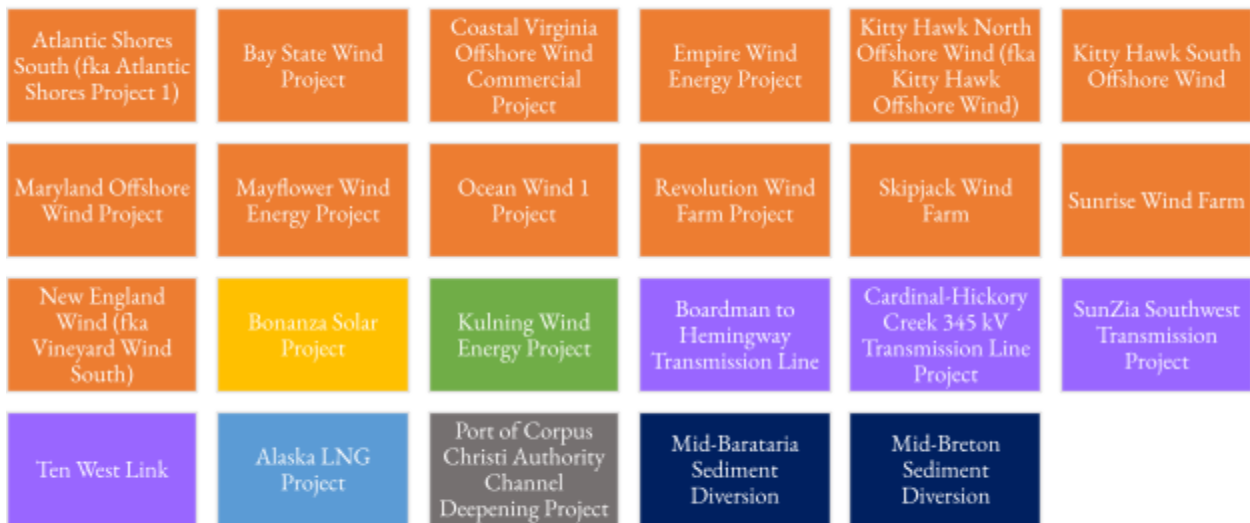 Atlantic Shores
South (fka Atlantic
Shores Project 1)
Bay State Wind
Project
Coastal Virginia
Offshore Wind
Commercial
Project
Empire Wind
Energy Project
Kitty Hawk North
Offshore Wind (fka
Kitty Hawk
Offshore Wind)
Kitty Hawk South
Offshore Wind
Maryland Offshore
Wind Project
Mayflower Wind
Energy Project
Ocean Wind 1
Project
Revolution Wind
Farm Project
Skipjack Wind
Farm
Sunrise Wind Farm
New England
Wind (fka
Vineyard Wind
South)
Bonanza Solar
Project
Kulning Wind
Energy Project
Boardman to
Hemingway
Transmission Line
Cardinal-Hickory
Creek 345 kV
Transmission Line
Project
SunZia Southwest
Transmission
Project
Ten West Link
Alaska LNG
Project
Port of Corpus
Christi Authority
Channel
Deepening Project
Mid-Barataria
Sediment
Diversion
Mid-Breton
Sediment
Diversion